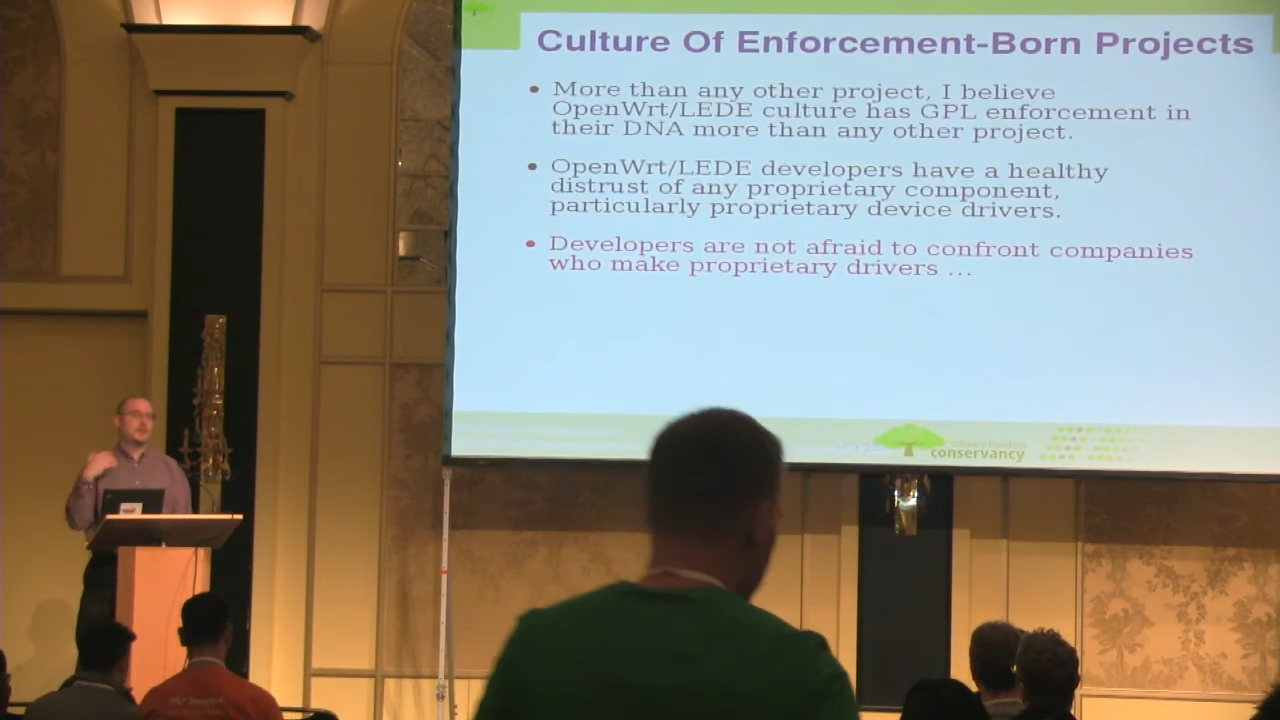 Culture Of Enforcement-Born Projects
• More than any other project, I believe
OpenWrt/LEDE culture has GPL enforcement in
their DNA more than any other project.
• OpenWrt/LEDE developers have a healthy
distrust of any proprietary component,
particularly proprietary device drivers.
• Developers are not afraid to confront companies
who make proprietary drivers ...
Software Freedom
conservancy